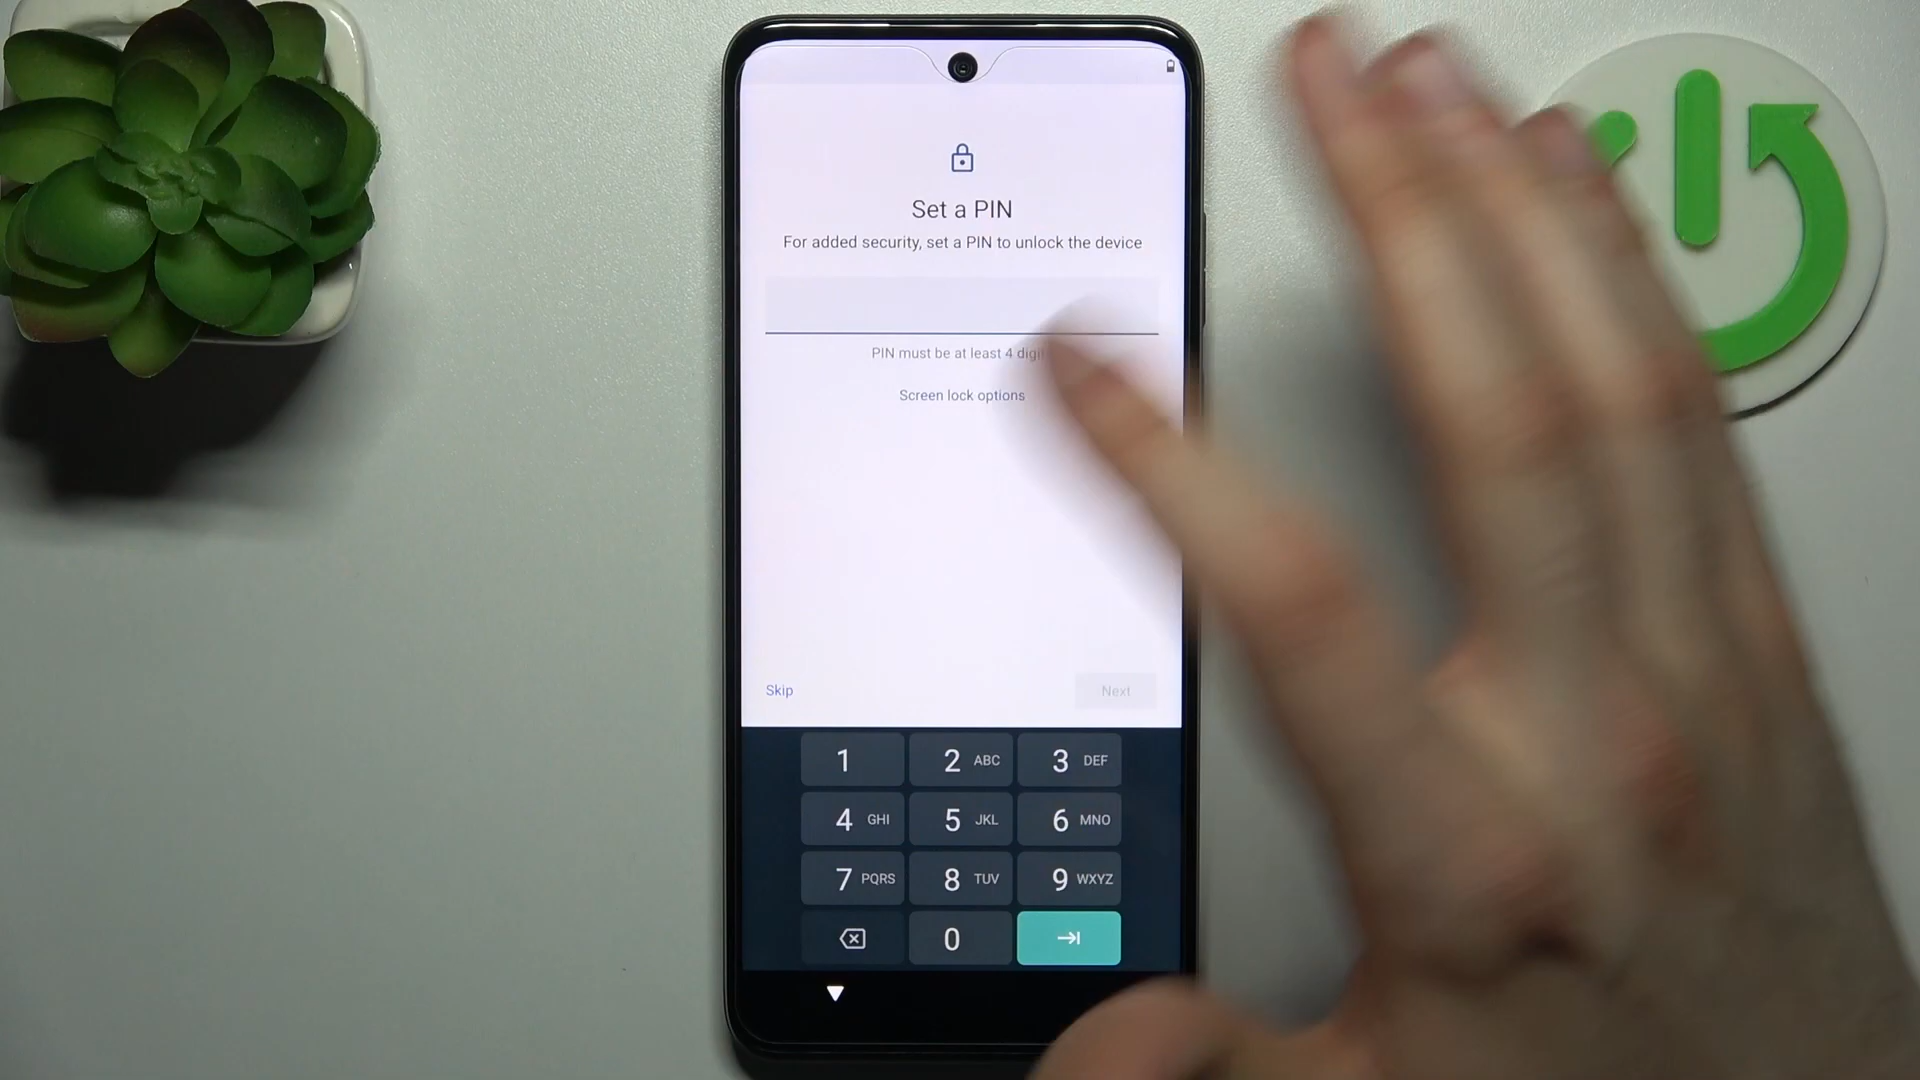 Set a PIN
For added security, set a PIN to unlock the device
PIN must be at least 4
Screen lock options
Skip
Next
1
2 ABC
3 DEF
4 GHI
5 JKL
6 MNO
7 PQRS
8 TUV
9 WXYZ
0